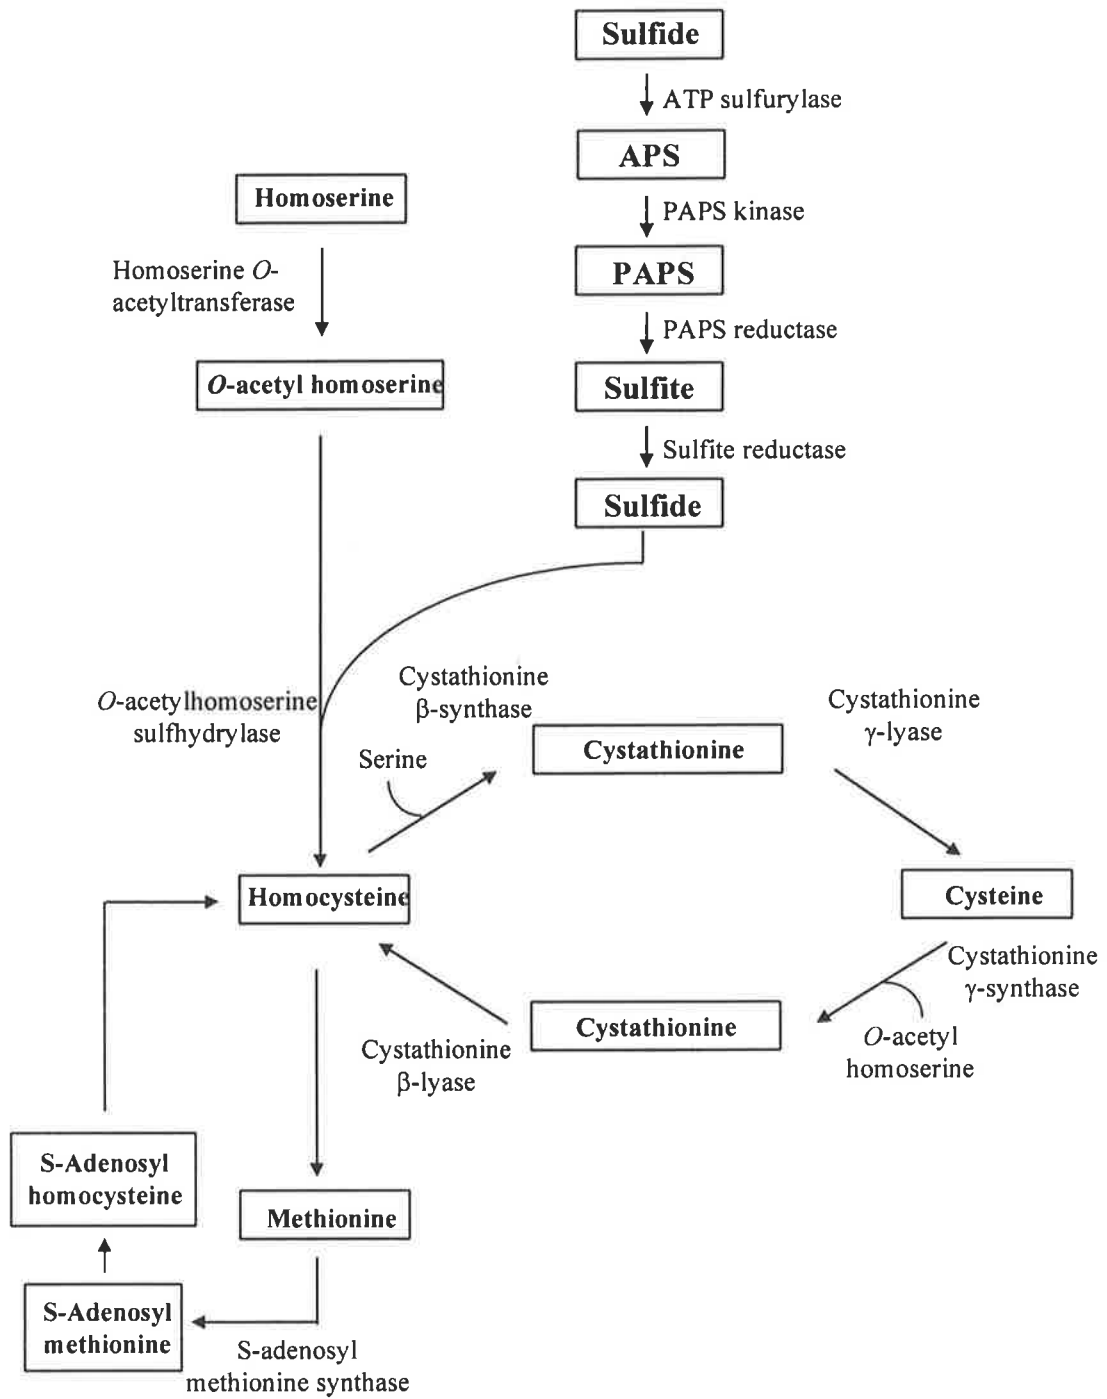 Sulfide
ATP sulfurylase
APS
Homoserine
PAPS kinase
Homoserine O-
acetyltransferase
PAPS
PAPS reductase
O-acetyl homoserine
Sulfite
Sulfite reductase
Sulfide
O-acetylhomoserine
sulfhydrylase
Cystathionine
β-synthase
Serine
Cystathionine
Cystathionine
γ-lyase
Homocysteine
Cysteine
Cystathionine
γ-synthase
O-acetyl
homoserine
Cystathionine
Cystathionine
β-lyase
S-Adenosyl
homocysteine
Methionine
S-Adenosyl
methionine
S-adenosyl
methionine synthase